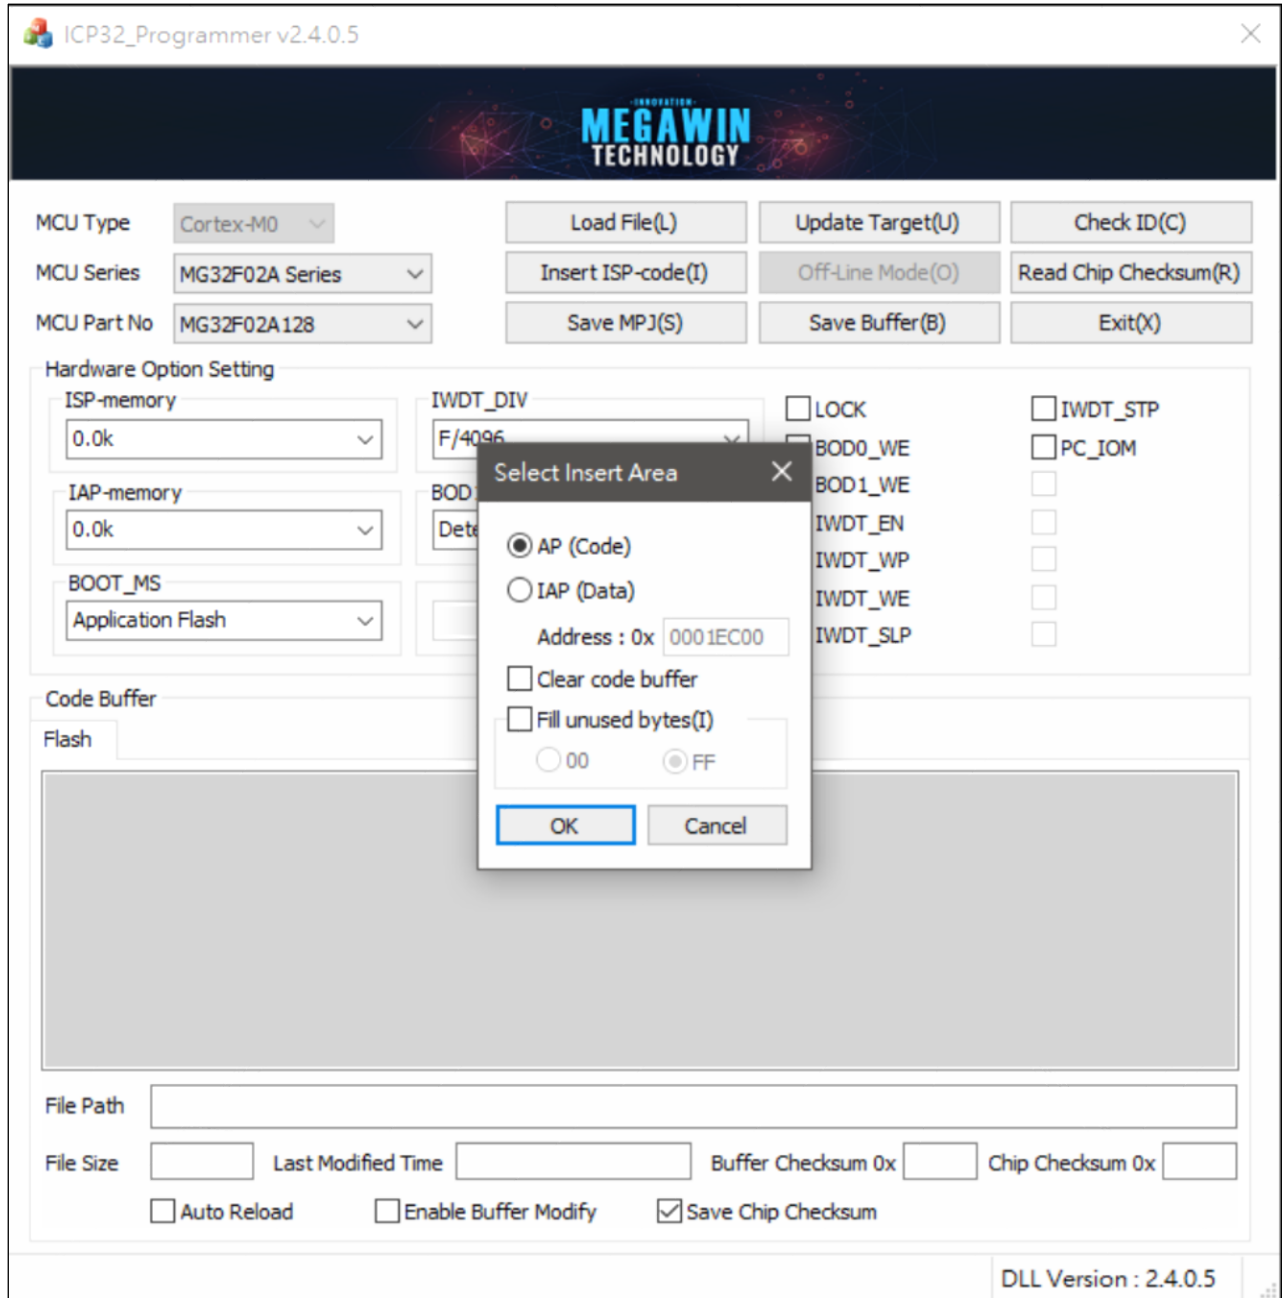 ICP32_Programmer v2.4.0.5
-INNOVATION-
MEGAWIN
TECHNOLOGY
MCU Type Cortex-M0 Load File(L) Update Target(U) Check ID(C)
MCU Series MG32F02A Series Insert ISP-code(I) Off-Line Mode(O) Read Chip Checksum(R)
MCU Part No MG32F02A128 Save MPJ(S) Save Buffer(B) Exit(X)
Hardware Option Setting
ISP-memory IWDT_DIV
0.0k F/4096
LOCK IWDT_STP
BOD0_WE PC_IOM
IAP-memory
0.0k
BOD1_WE
IWDT_EN
IWDT_WP
BOOT_MS
Application Flash
IWDT_WE
IWDT_SLP
Select Insert Area
AP (Code)
IAP (Data)
Address : 0x 0001EC00
Clear code buffer
Fill unused bytes(I)
00 FF
OK Cancel
Code Buffer
Flash
File Path
File Size Last Modified Time Buffer Checksum 0x Chip Checksum 0x
Auto Reload Enable Buffer Modify Save Chip Checksum
DLL Version : 2.4.0.5